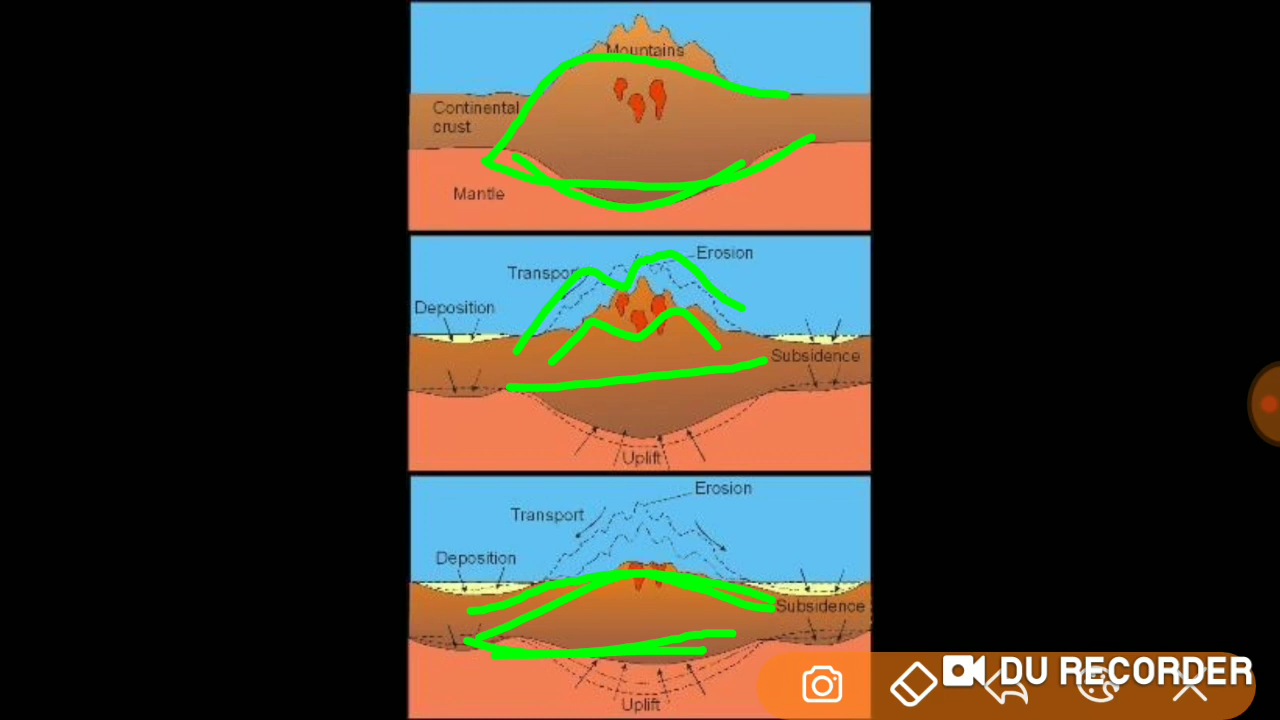 Mountains
Continental
crust
Mantle
Erosion
Transport
Deposition
Subsidence
Uplift
Erosion
Transport
Deposition
Subsidence
Uplift
DU RECORDER